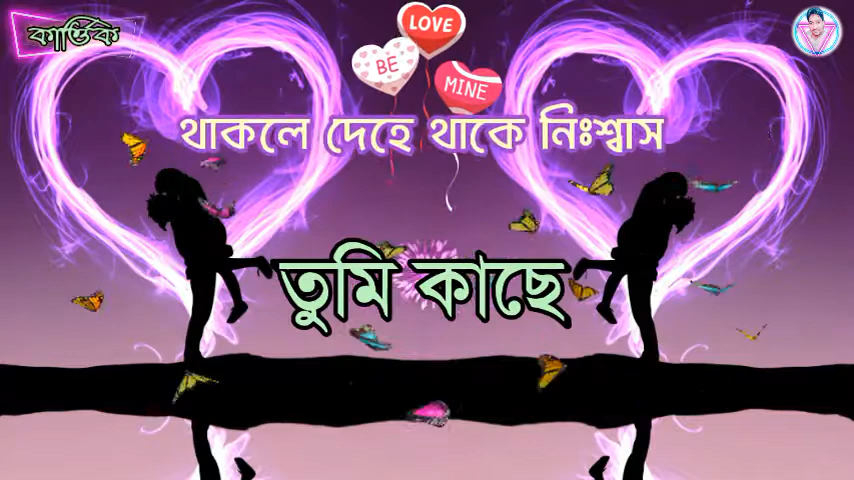 কার্ত্তিক
LOVE
BE
MINE
থাকলে দেহে থাকে নিঃশ্বাস
তুমি কাছে